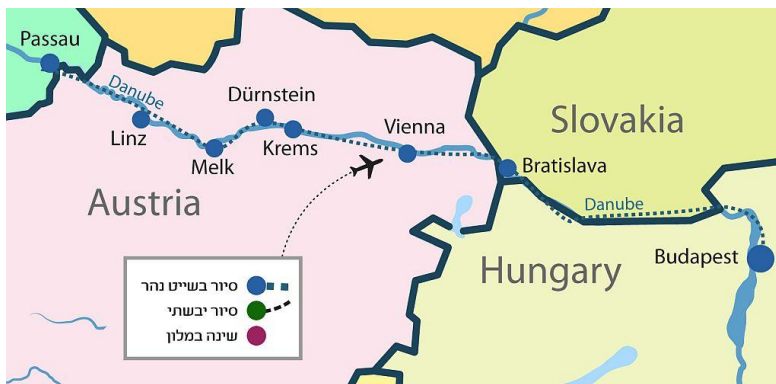 Passau
Danube
Dürnstein
Linz
Krems
Vienna
Melk
Slovakia
Bratislava
Austria
Danube
Budapest
Hungary
סיור בשייט נהר
סיור יבשתי
שינה במלון